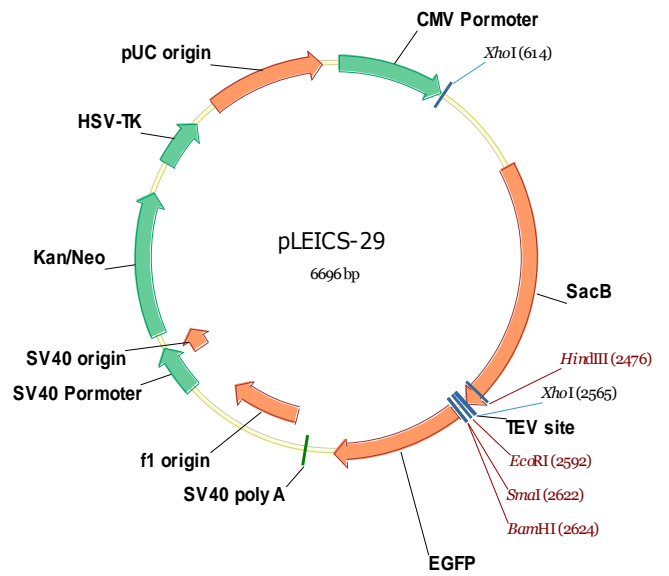 CMV Pormoter
XhoI (614)
pUC origin
HSV-TK
pLEICS-29
6696 bp
Kan/Neo
SacB
SV40 origin
HindIII (2476)
SV40 Pormoter
XhoI (2565)
TEV site
f1 origin
EcoRI (2592)
SV40 poly A
SmaI (2622)
BamHI (2624)
EGFP